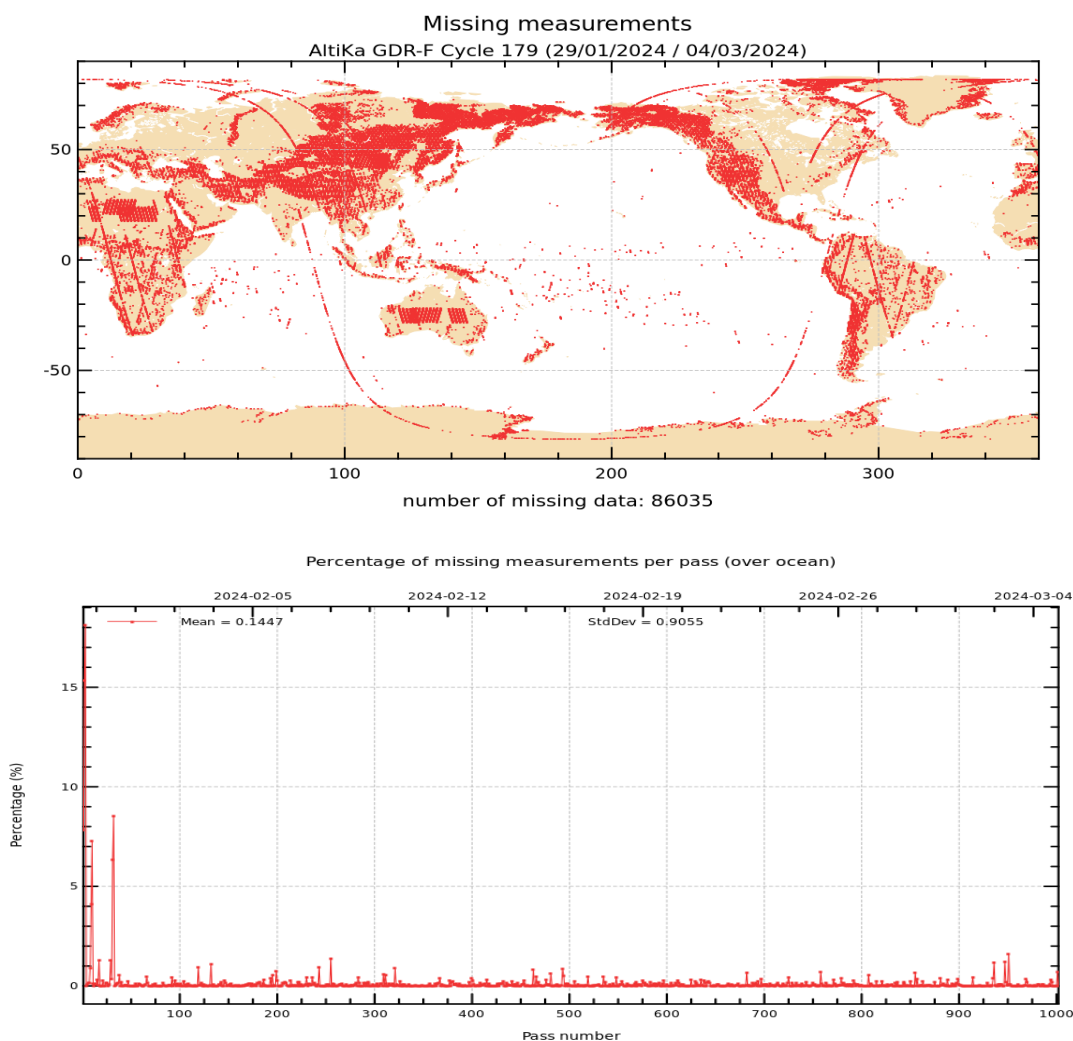 Missing measurements
AltiKa GDR-F Cycle 179 (29/01/2024 / 04/03/2024)
50
0
-50
0 100 200 300
number of missing data: 86035
Percentage of missing measurements per pass (over ocean)
2024-02-05 2024-02-12 2024-02-19 2024-02-26 2024-03-04
Mean = 0.1447 StdDev = 0.9055
15
10
5
0
Percentage (%)
100 200 300 400 500 600 700 800 900 1000
Pass number